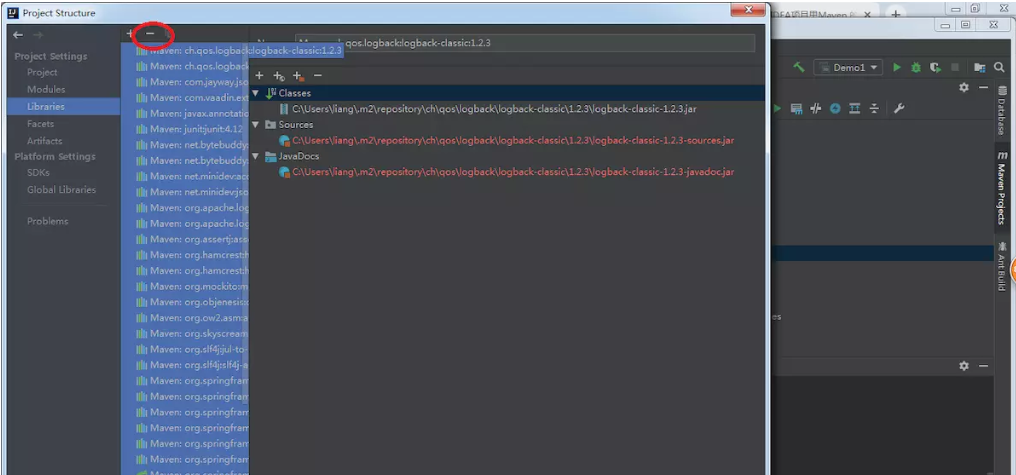 Project Structure
Project Settings
Project
Modules
Libraries
Facets
Artifacts
Platform Settings
SDKs
Global Libraries
Problems
Maven: ch.qos.logback:logback-classic:1.2.3
Maven: ch.qos.logback
Maven: com.jayway.json
Maven: com.vaadin.ext
Maven: javax.annotatio
Maven: junit:junit:4.12
Maven: net.bytebuddy
Maven: net.bytebuddy
Maven: net.minidev:acc
Maven: net.minidev:jso
Maven: org.apache.log
Maven: org.apache.log
Maven: org.assertj:asse
Maven: org.hamcrest:h
Maven: org.hamcrest:h
Maven: org.mockito:m
Maven: org.objenesis:c
Maven: org.ow2.asm:a
Maven: org.skyscream
Maven: org.slf4j:jul-to-
Maven: org.slf4j:slf4j-a
Maven: org.springfram
Maven: org.springfram
Maven: org.springfram
Maven: org.springfram
Maven: org.springfram
qos.logback:logback-classic:1.2.3
Classes
C:\Users\liang\.m2\repository\ch\qos\logback\logback-classic\1.2.3\logback-classic-1.2.3.jar
Sources
C:\Users\liang\.m2\repository\ch\qos\logback\logback-classic\1.2.3\logback-classic-1.2.3-sources.jar
JavaDocs
C:\Users\liang\.m2\repository\ch\qos\logback\logback-classic\1.2.3\logback-classic-1.2.3-javadoc.jar
IDEA项目里Maven
Demo1
es
Database
Maven Projects
Ant Build